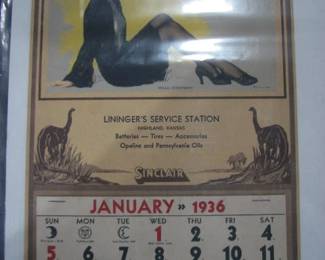 LININGER'S SERVICE STATION
HIGHLAND, KANSAS
Batteries — Tires — Accessories
Opaline and Pennsylvania Oils
SINCLAIR
JANUARY » 1936
SUN MON TUE WED THU FRI SAT
1 2 3 4
5 6 7 8 9 10 11